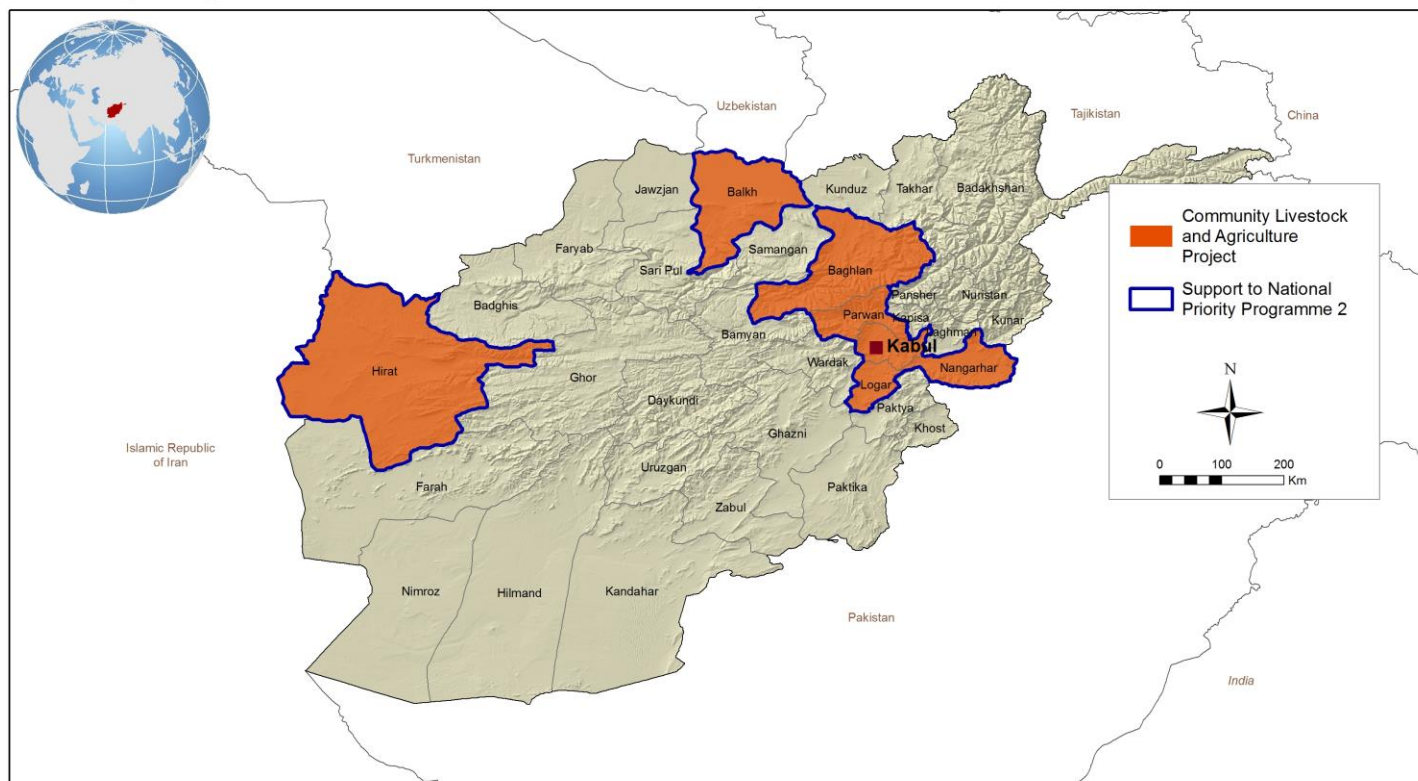 Uzbekistan
Tajikistan
China
Turkmenistan
Jawzjan
Balkh
Kunduz
Takhar
Badakhshan
Faryab
Samangan
Sari Pul
Baghlan
Badghis
Pansher
Nuristan
Parwan
Kapisa
Kunar
Laghman
Bamyan
Kabul
Wardak
Nangarhar
Hirat
Ghor
Logar
Daykundi
Paktya
Khost
Ghazni
Islamic Republic
of Iran
Uruzgan
Farah
Paktika
Zabul
Nimroz
Hilmand
Kandahar
Pakistan
India
Community Livestock
and Agriculture
Project
Support to National
Priority Programme 2
N
0 100 200
Km